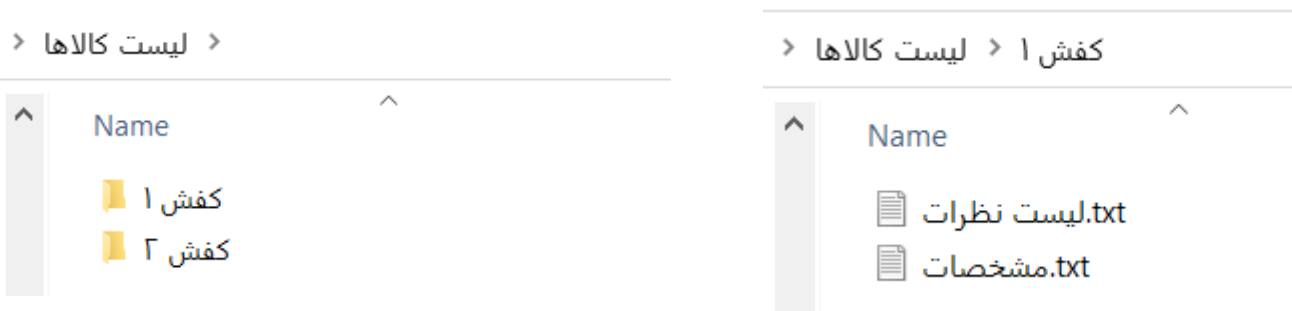 لیست کالاها
Name
کفش ۱
کفش ۲
لیست کالاها > کفش ۱
Name
لیست نظرات.txt
مشخصات.txt